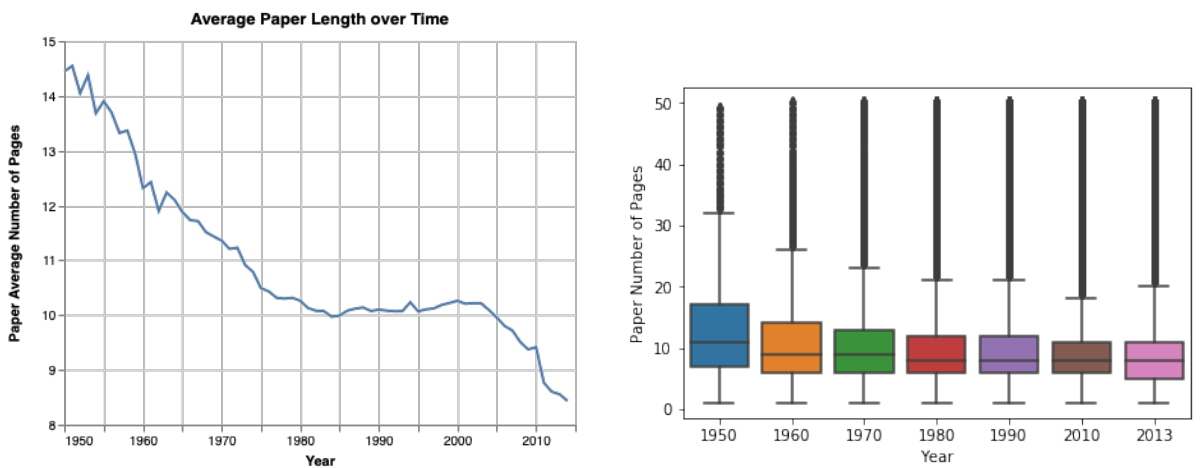 Average Paper Length over Time
Paper Average Number of Pages
15
14
13
12
11
10
9
8
1950 1960 1970 1980 1990 2000 2010
Year
Paper Number of Pages
50
40
30
20
10
0
1950 1960 1970 1980 1990 2010 2013
Year